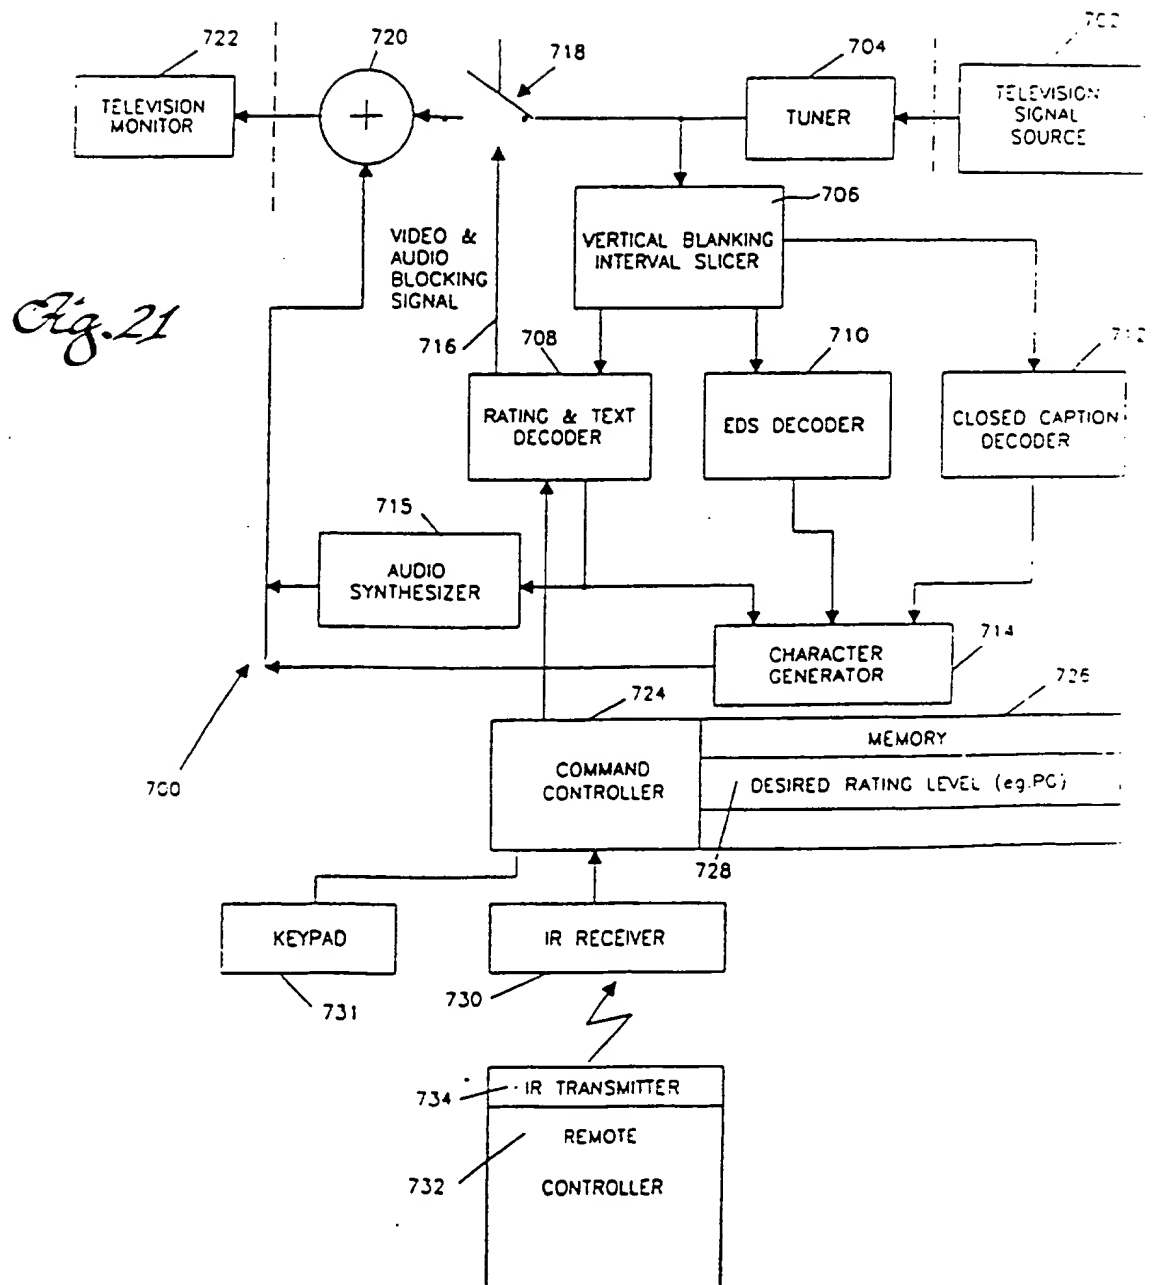 722
720
718
704
702
TELEVISION
MONITOR
TUNER
TELEVISION
SIGNAL
SOURCE
706
VIDEO &
AUDIO
BLOCKING
SIGNAL
VERTICAL BLANKING
INTERVAL SLICER
Fig. 21
716
708
710
712
RATING & TEXT
DECODER
EDS DECODER
CLOSED CAPTION
DECODER
715
AUDIO
SYNTHESIZER
CHARACTER
GENERATOR
714
724
726
700
COMMAND
CONTROLLER
MEMORY
DESIRED RATING LEVEL (eg.PG)
728
KEYPAD
IR RECEIVER
731
730
734
IR TRANSMITTER
REMOTE
CONTROLLER
732